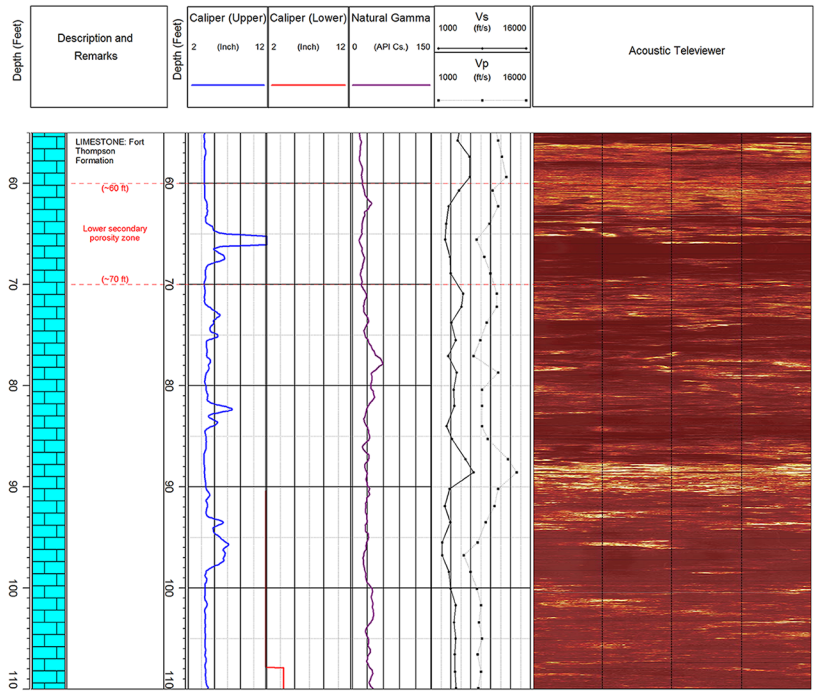 Depth (Feet)
Description and
Remarks
Depth (Feet)
Caliper (Upper)
2 (Inch) 12
Caliper (Lower)
2 (Inch) 12
Natural Gamma
0 (API Cs.) 150
Vs
1000 (ft/s) 16000
Vp
1000 (ft/s) 16000
Acoustic Televiewer
LIMESTONE: Fort
Thompson
Formation
(~60 ft)
Lower secondary
porosity zone
(~70 ft)
60
70
80
90
100
110
60
70
80
90
100
110